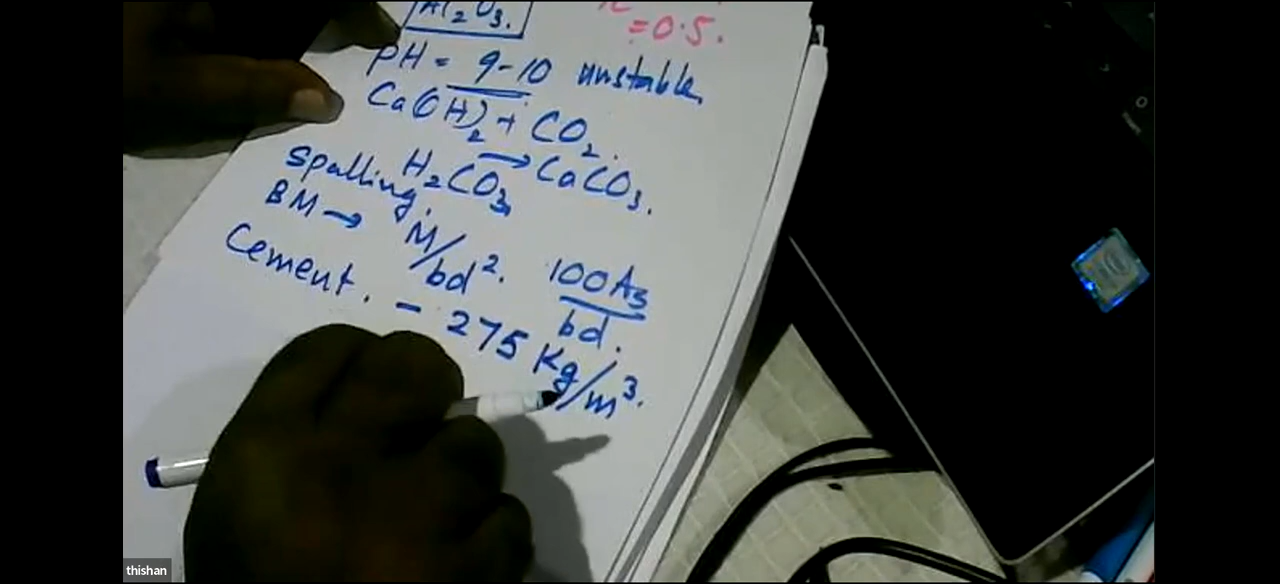 Al₂O₃.
=0.5.
PH = 9-10 unstable,
Ca(OH)₂ + CO₂.
→ CaCO₃.
Spalling. H₂CO₃,
BM → M/bd². 100As/bd.
Cement. - 275 Kg/m³.
thishan